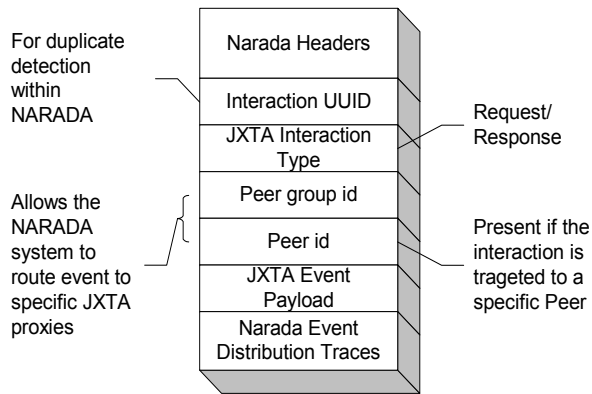 For duplicate
detection
within
NARADA
Allows the
NARADA
system to
route event to
specific JXTA
proxies
Narada Headers
Interaction UUID
JXTA Interaction
Type
Peer group id
Peer id
JXTA Event
Payload
Narada Event
Distribution Traces
Request/
Response
Present if the
interaction is
trageted to a
specific Peer